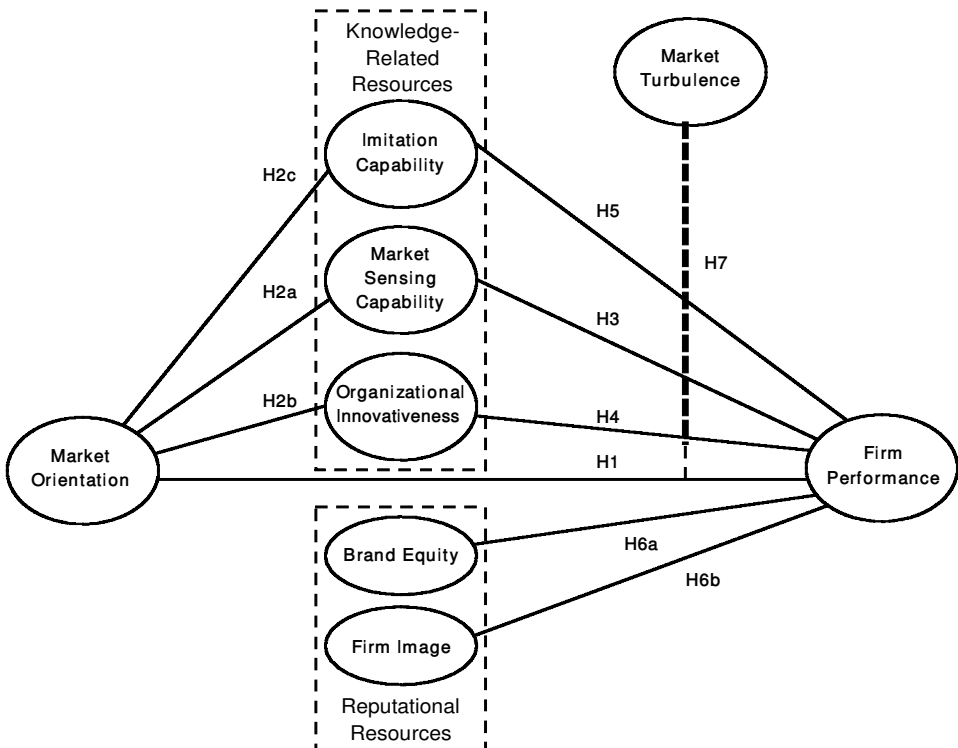 Knowledge-
Related
Resources
Market
Turbulence
Imitation
Capability
H2c
H5
H7
Market
Sensing
Capability
H2a
H3
Organizational
Innovativeness
H2b
H4
Market
Orientation
H1
Firm
Performance
Brand Equity
H6a
H6b
Firm Image
Reputational
Resources